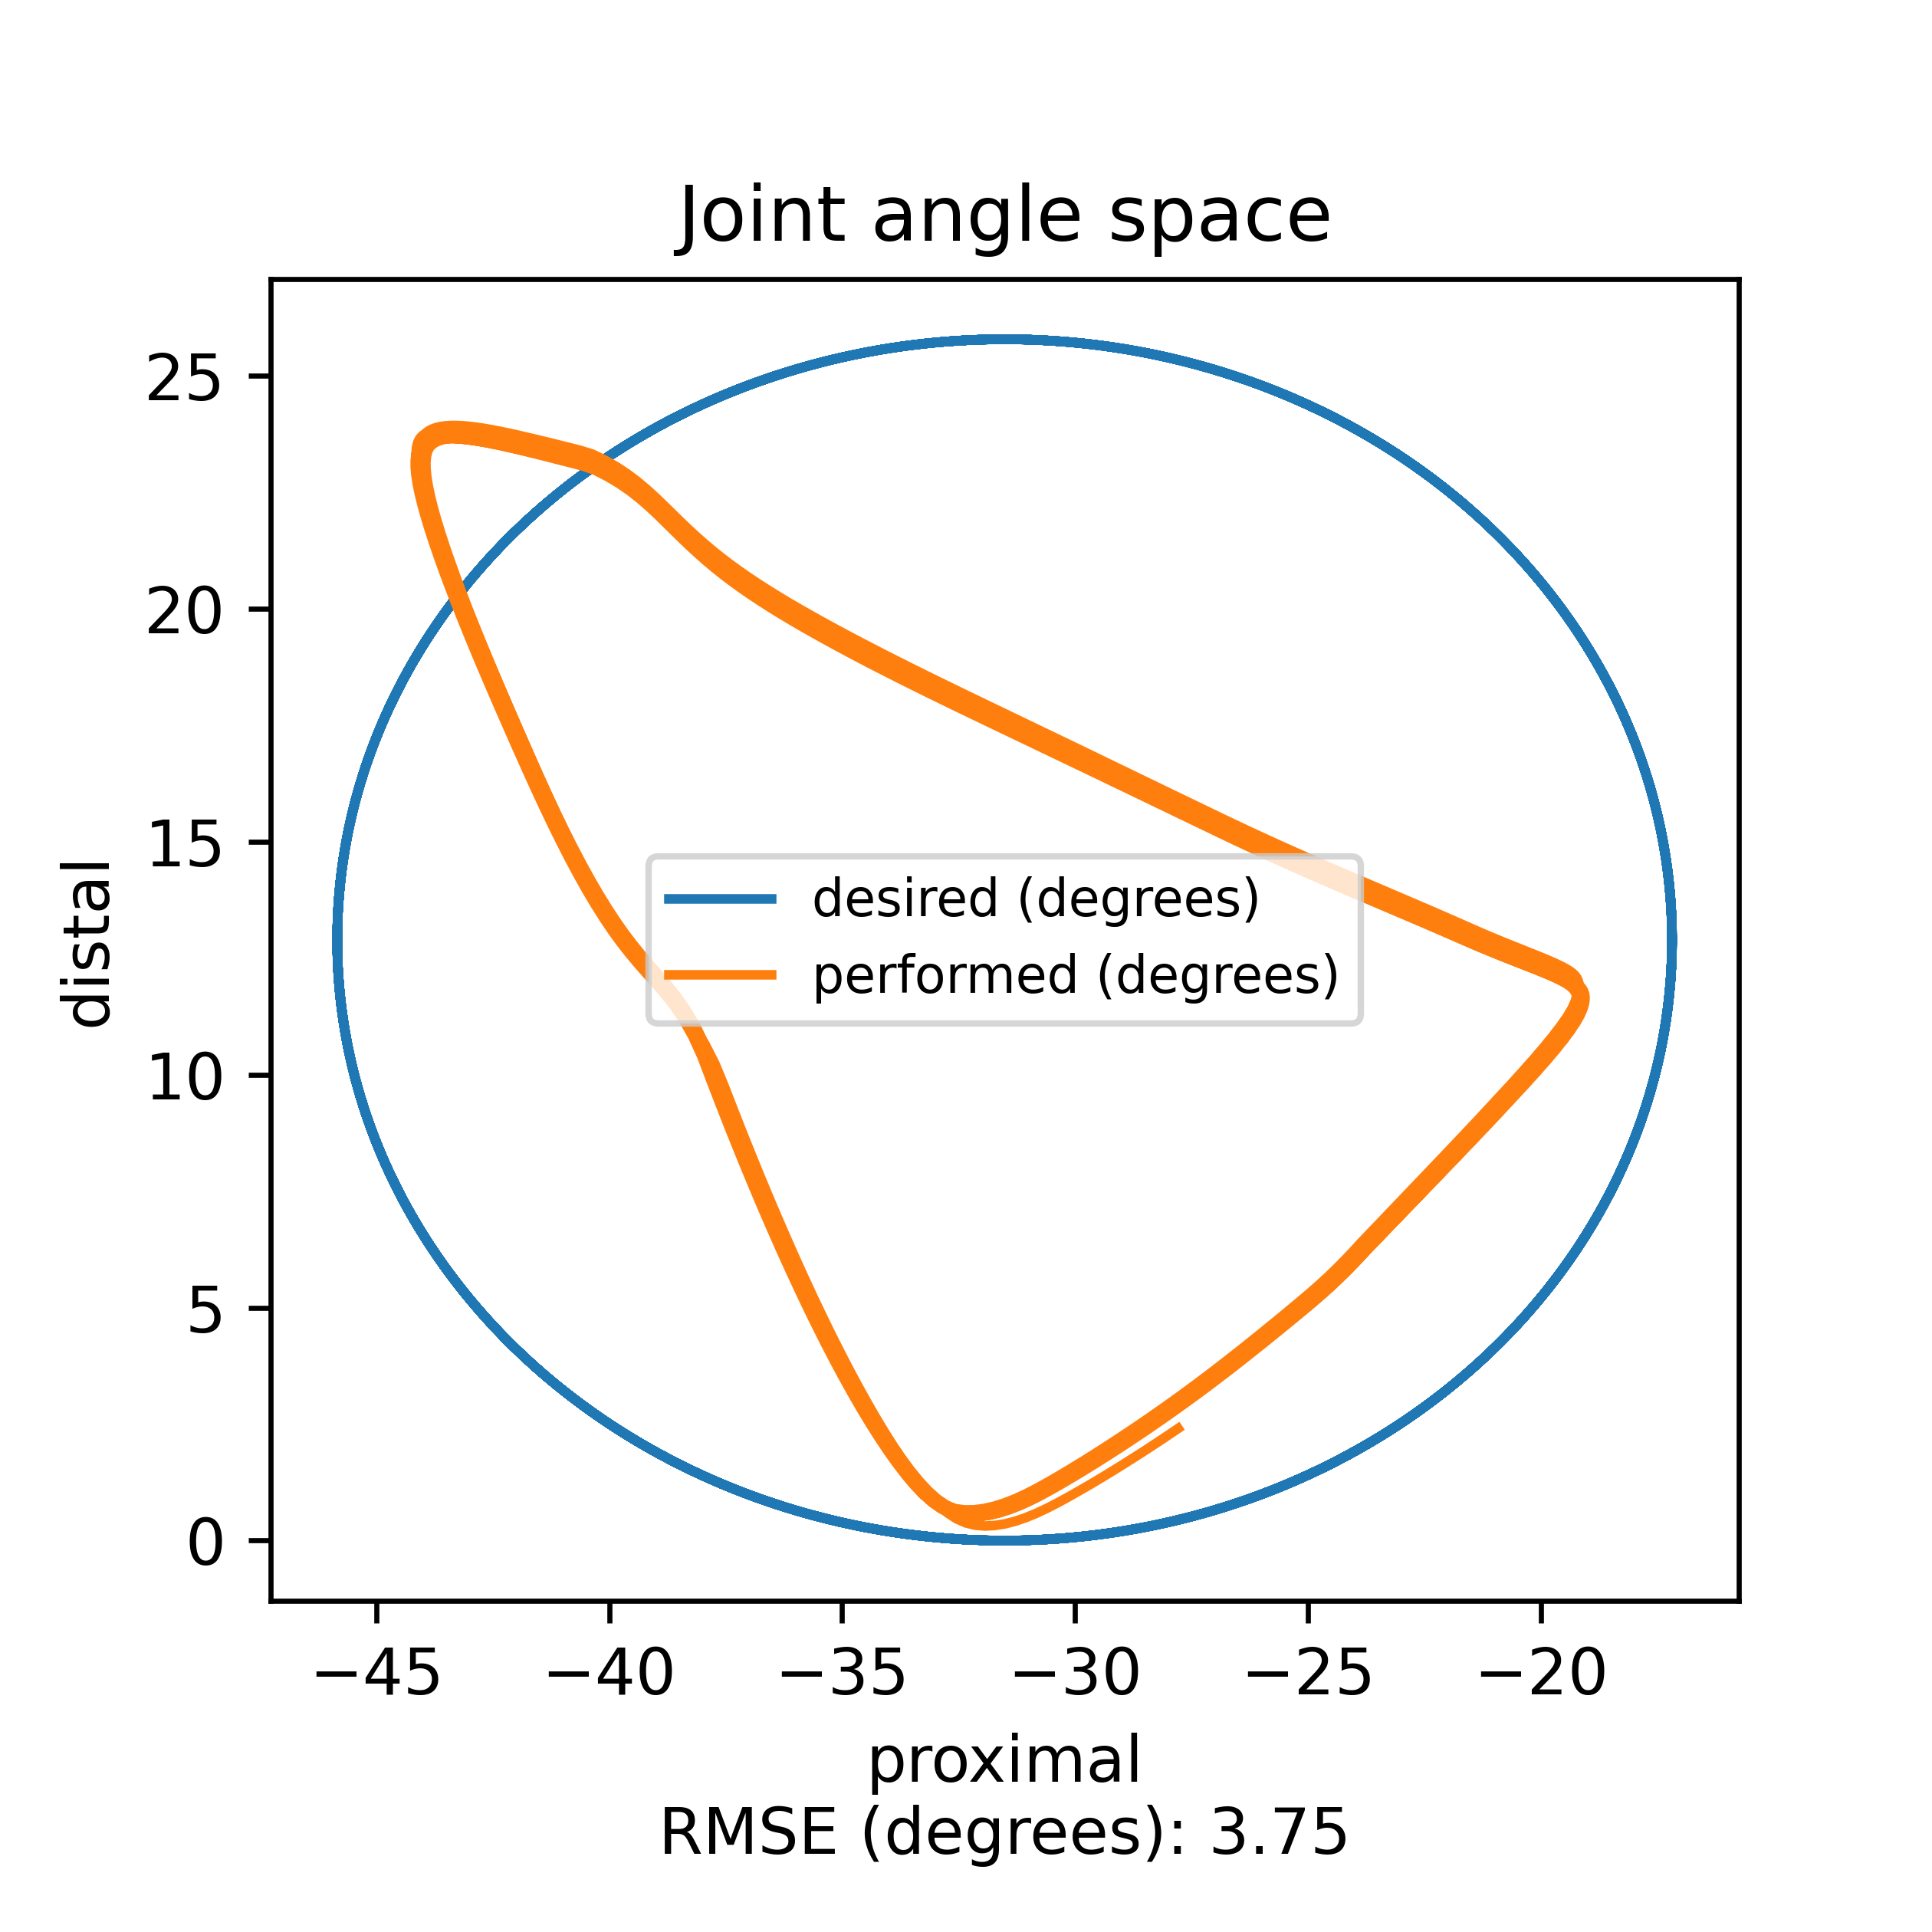 Joint angle space
25
20
15
10
5
0
distal
desired (degrees)
performed (degrees)
−45 −40 −35 −30 −25 −20
proximal
RMSE (degrees): 3.75